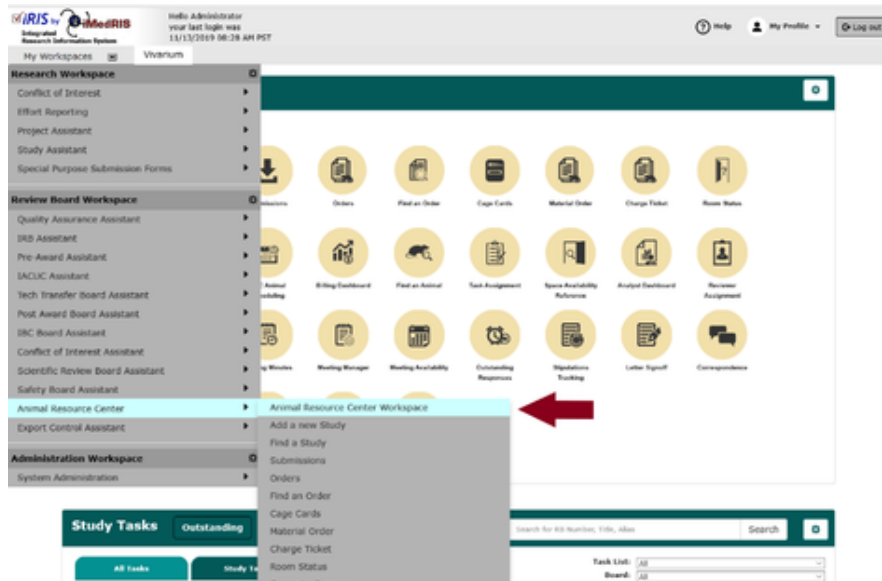 iRIS by iMedRIS
Integrated
Research Information System
Hello Administrator
your last login was
11/13/2019 08:28 AM PST
Help
My Profile
Log out
My Workspaces
Vivarium
Research Workspace
Conflict of Interest
Effort Reporting
Project Assistant
Study Assistant
Special Purpose Submission Forms
Review Board Workspace
Quality Assurance Assistant
IRB Assistant
Pre-Award Assistant
IACUC Assistant
Tech Transfer Board Assistant
Post Award Board Assistant
IBC Board Assistant
Conflict of Interest Assistant
Scientific Review Board Assistant
Safety Board Assistant
Animal Resource Center
Export Control Assistant
Administration Workspace
System Administration
Orders
Find an Order
Cage Cards
Material Order
Charge Ticket
Room Status
Animal
Billing Dashboard
Find an Animal
Task Assignment
Space Availability
Reference
Analyst Dashboard
Reviewer
Assignment
Minutes
Meeting Manager
Meeting Availability
Outstanding
Responses
Stipulations
Tracking
Letter Signoff
Correspondence
Animal Resource Center Workspace
Add a new Study
Find a Study
Submissions
Orders
Find an Order
Cage Cards
Material Order
Charge Ticket
Room Status
Study Tasks
Outstanding
Search for RB Number, Title, Alias
Search
All Tasks
Study Ta
Task List: All
Board: All